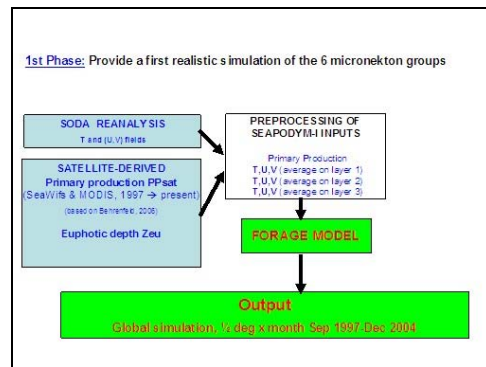 1st Phase: Provide a first realistic simulation of the 6 micronekton groups
SODA REANALYSIS
T and (U,V) fields
SATELLITE-DERIVED
Primary production PPsat
(SeaWifs & MODIS, 1997 → present)
(based on Behrenfeld, 2006)
Euphotic depth Zeu
PREPROCESSING OF
SEAPODYM-I INPUTS
Primary Production
T,U,V (average on layer 1)
T,U,V (average on layer 2)
T,U,V (average on layer 3)
FORAGE MODEL
Output
Global simulation, ¼ deg x month Sep 1997-Dec 2004